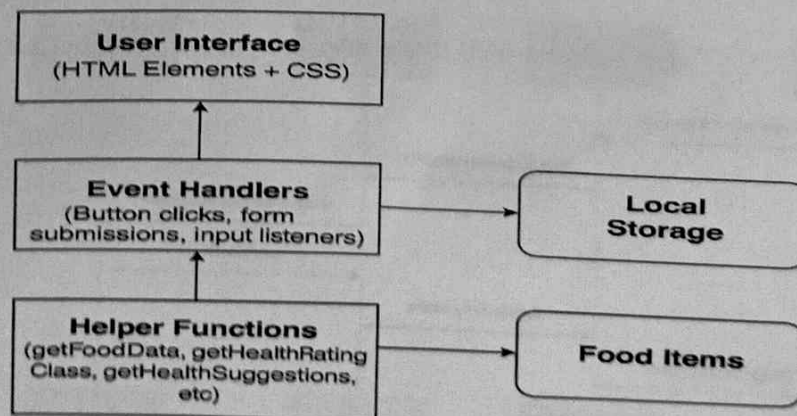 User Interface
(HTML Elements + CSS)
Event Handlers
(Button clicks, form
submissions, input listeners)
Local
Storage
Helper Functions
(getFoodData, getHealthRating
Class, getHealthSuggestions,
etc)
Food Items